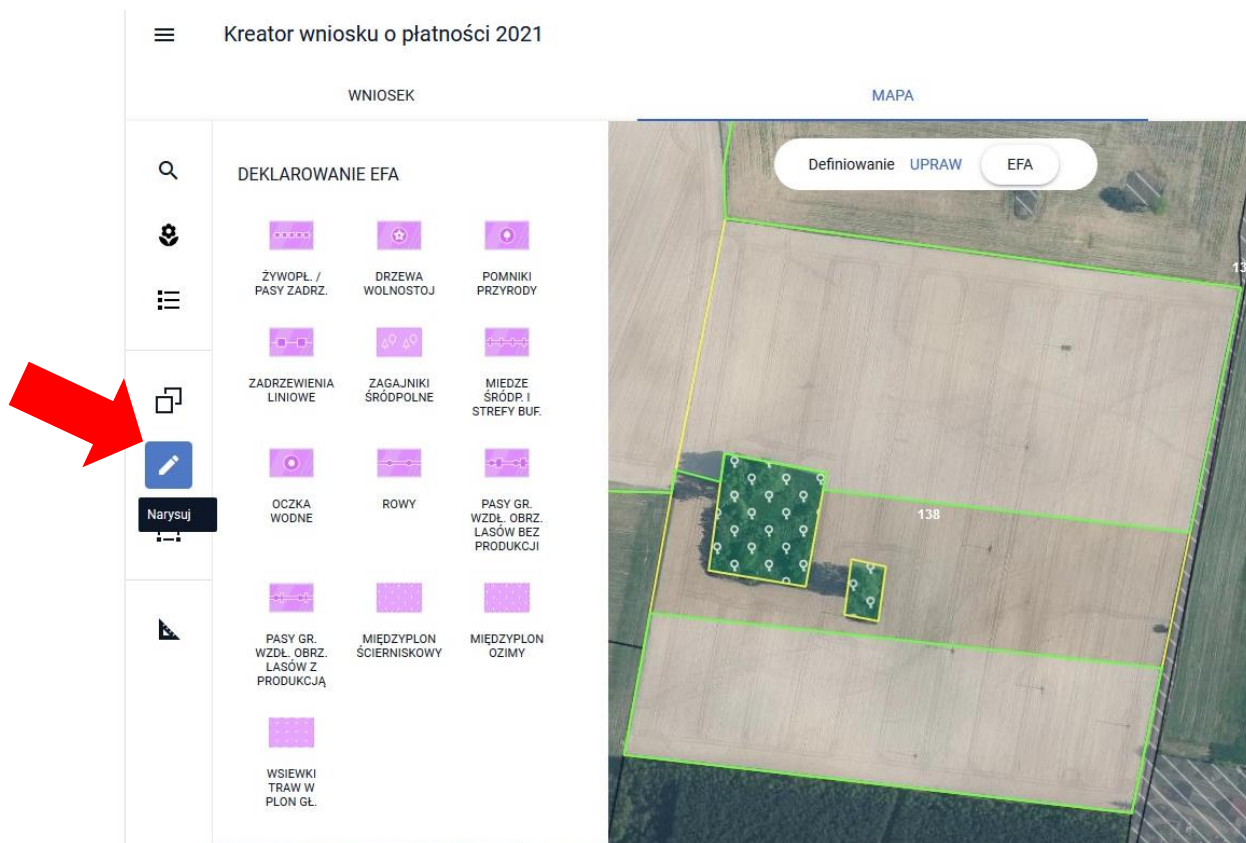 Kreator wniosku o płatności 2021
WNIOSEK
MAPA
DEKLAROWANIE EFA
Definiowanie UPRAW EFA
ŻYWOPŁ. /
PASY ZADRZ.
DRZEWA
WOLNOSTOJ
POMNIKI
PRZYRODY
ZADRZEWIENIA
LINIOWE
ZAGAJNIKI
ŚRÓDPOLNE
MIEDZE
ŚRÓDP. I
STREFY BUF.
OCZKA
WODNE
ROWY
PASY GR.
WZDŁ. OBRZ.
LASÓW BEZ
PRODUKCJI
Narysuj
PASY GR.
WZDŁ. OBRZ.
LASÓW Z
PRODUKCJĄ
MIĘDZYPLON
ŚCIERNISKOWY
MIĘDZYPLON
OZIMY
WSIEWKI
TRAW W
PLON GŁ.
138